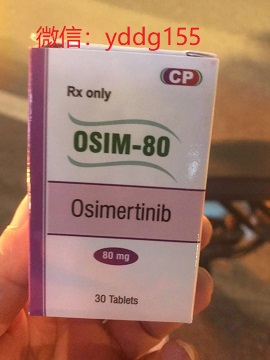 微信：yddg155
CP
Rx only
OSIM-80
Osimertinib
80 mg
30 Tablets